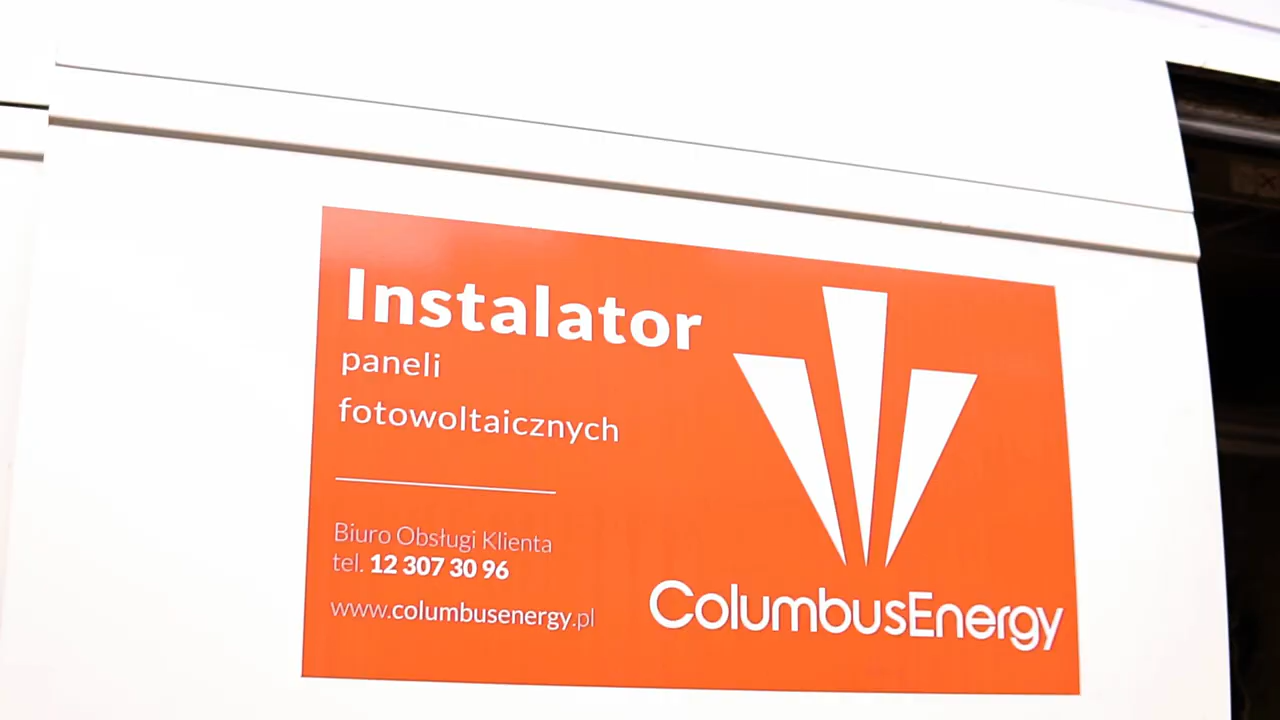 Instalator
paneli
fotowoltaicznych
Biuro Obsługi Klienta
tel. 12 307 30 96
www.columbusenergy.pl
ColumbusEnergy